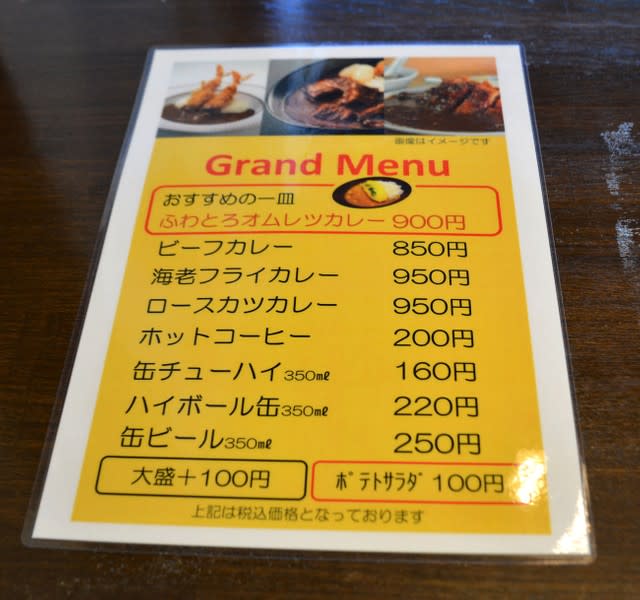 画像はイメージです
Grand Menu
おすすめの一皿
ふわとろオムレツカレー 900円
ビーフカレー 850円
海老フライカレー 950円
ロースカツカレー 950円
ホットコーヒー 200円
缶チューハイ350㎖ 160円
ハイボール缶350㎖ 220円
缶ビール350㎖ 250円
大盛＋100円 ﾎﾟﾃﾄｻﾗﾀﾞ 100円
上記は税込価格となっております